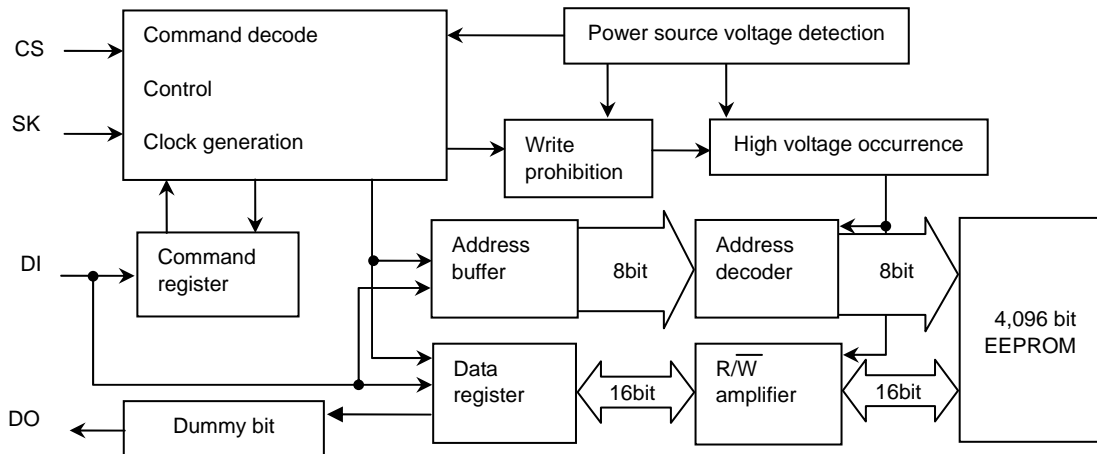 CS
Command decode
Power source voltage detection
Control
SK
Clock generation
Write
prohibition
High voltage occurrence
DI
Command
register
Address
buffer
8bit
Address
decoder
8bit
4,096 bit
EEPROM
Data
register
16bit
R/W̅
amplifier
16bit
DO
Dummy bit